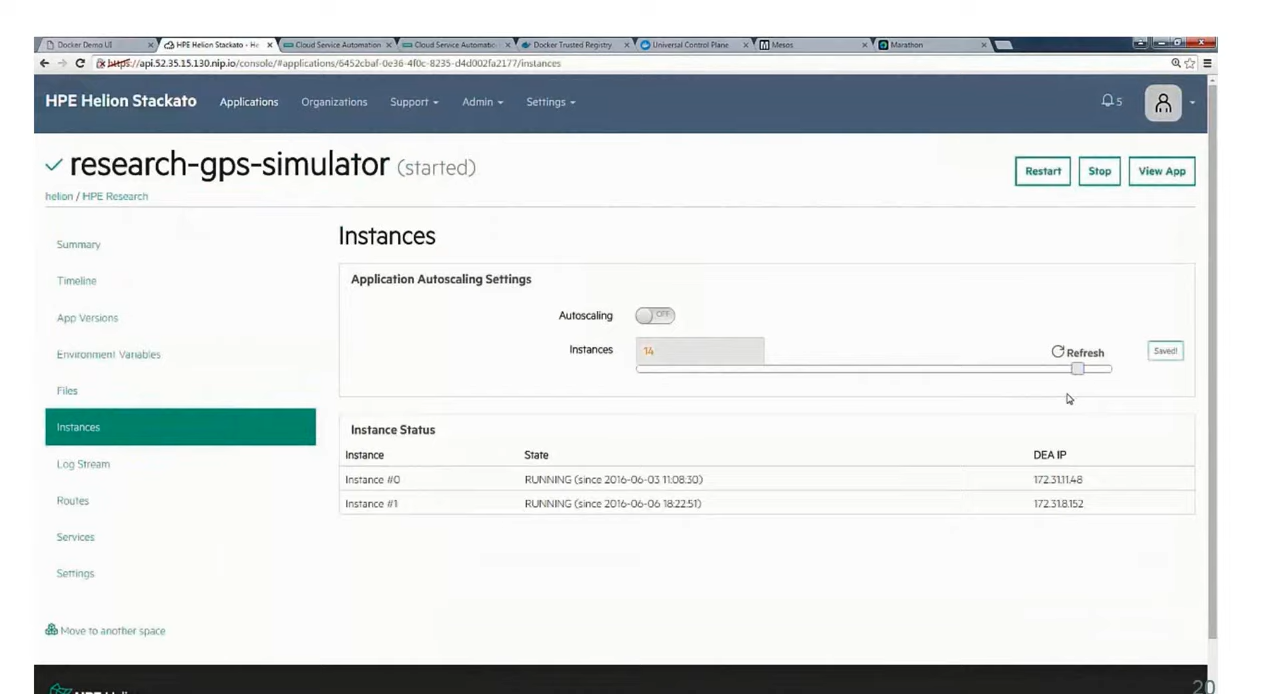 Docker Demo UI × HPE Helion Stackato - He × Cloud Service Automation × Cloud Service Automatic × Docker Trusted Registry × Universal Control Plane × Mesos × Marathon ×
https://api.52.35.15.130.nip.io/console/#applications/6452cbaf-0e36-4f0c-8235-d4d002fa2177/instances
HPE Helion Stackato Applications Organizations Support Admin Settings 5
research-gps-simulator (started)
Restart Stop View App
helion / HPE Research
Summary
Timeline
App Versions
Environment Variables
Files
Instances
Log Stream
Routes
Services
Settings
Move to another space
Instances
Application Autoscaling Settings
Autoscaling OFF
Instances 14 Refresh Saved!
Instance Status
Instance State DEA IP
Instance #0 RUNNING (since 2016-06-03 11:08:30) 172.31.11.48
Instance #1 RUNNING (since 2016-06-06 18:22:51) 172.31.8.152
20